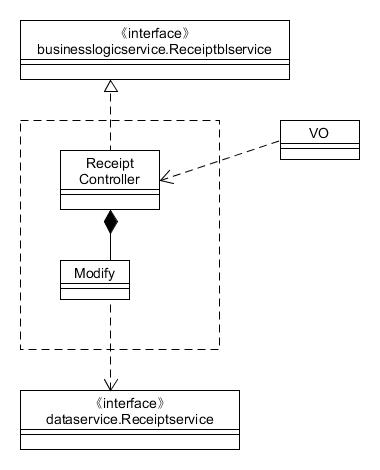 《interface》
businesslogicservice.Receiptblservice
VO
Receipt
Controller
Modify
《interface》
dataservice.Receiptservice